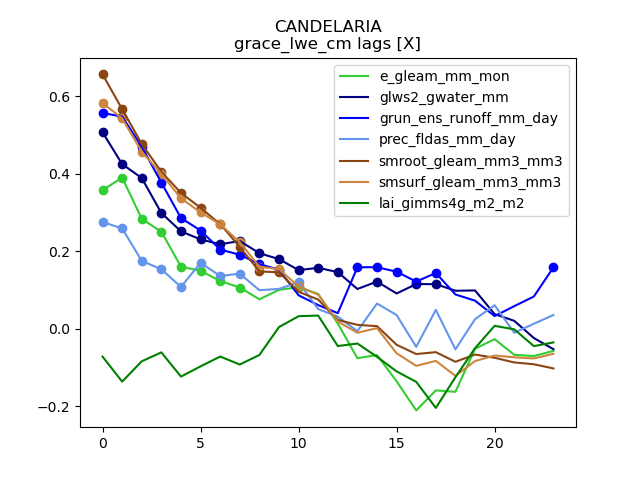 CANDELARIA
grace_lwe_cm lags [X]
e_gleam_mm_mon
glws2_gwater_mm
grun_ens_runoff_mm_day
prec_fldas_mm_day
smroot_gleam_mm3_mm3
smsurf_gleam_mm3_mm3
lai_gimms4g_m2_m2
0.6
0.4
0.2
0.0
−0.2
0 5 10 15 20